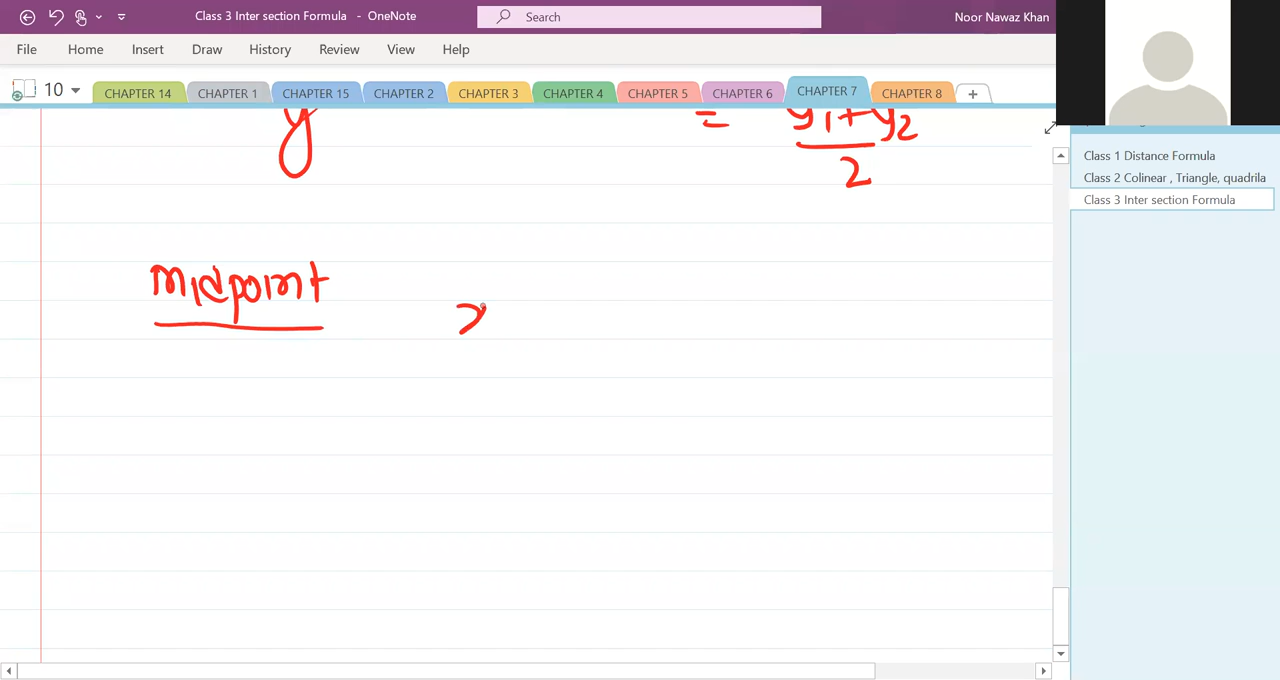 Class 3 Inter section Formula - OneNote
Search
Noor Nawaz Khan
File Home Insert Draw History Review View Help
10
CHAPTER 14 CHAPTER 1 CHAPTER 15 CHAPTER 2 CHAPTER 3 CHAPTER 4 CHAPTER 5 CHAPTER 6 CHAPTER 7 CHAPTER 8 +
y = y₁+y₂
2
Midpoint
Class 1 Distance Formula
Class 2 Colinear , Triangle, quadrila
Class 3 Inter section Formula